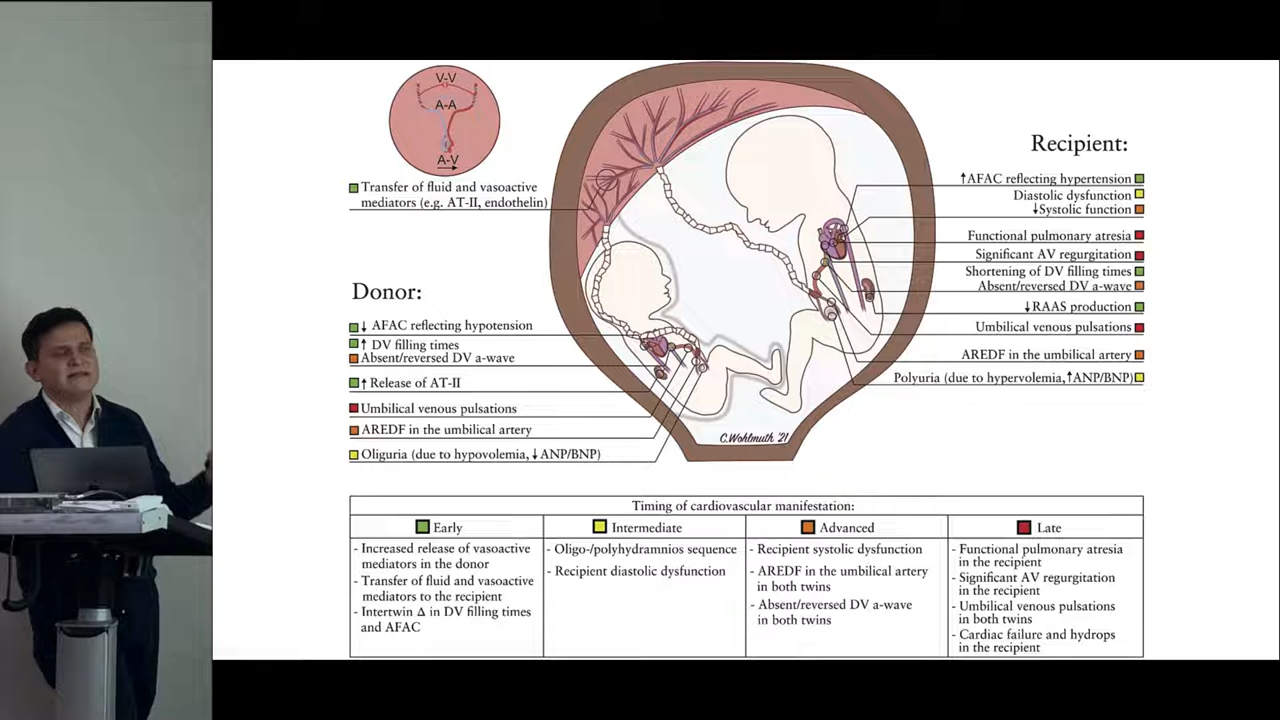 V-V
A-A
A-V
Transfer of fluid and vasoactive
mediators (e.g. AT-II, endothelin)
Donor:
↓ AFAC reflecting hypotension
↑ DV filling times
Absent/reversed DV a-wave
↑ Release of AT-II
Umbilical venous pulsations
AREDF in the umbilical artery
Oliguria (due to hypovolemia, ↓ ANP/BNP)
Recipient:
↑AFAC reflecting hypertension
Diastolic dysfunction
↓Systolic function
Functional pulmonary atresia
Significant AV regurgitation
Shortening of DV filling times
Absent/reversed DV a-wave
↓RAAS production
Umbilical venous pulsations
AREDF in the umbilical artery
Polyuria (due to hypervolemia,↑ANP/BNP)
C.Wohlmuth '21
Timing of cardiovascular manifestation:
Early
- Increased release of vasoactive
mediators in the donor
- Transfer of fluid and vasoactive
mediators to the recipient
- Intertwin Δ in DV filling times
and AFAC
Intermediate
- Oligo-/polyhydramnios sequence
- Recipient diastolic dysfunction
Advanced
- Recipient systolic dysfunction
- AREDF in the umbilical artery
in both twins
- Absent/reversed DV a-wave
in both twins
Late
- Functional pulmonary atresia
in the recipient
- Significant AV regurgitation
in the recipient
- Umbilical venous pulsations
in both twins
- Cardiac failure and hydrops
in the recipient